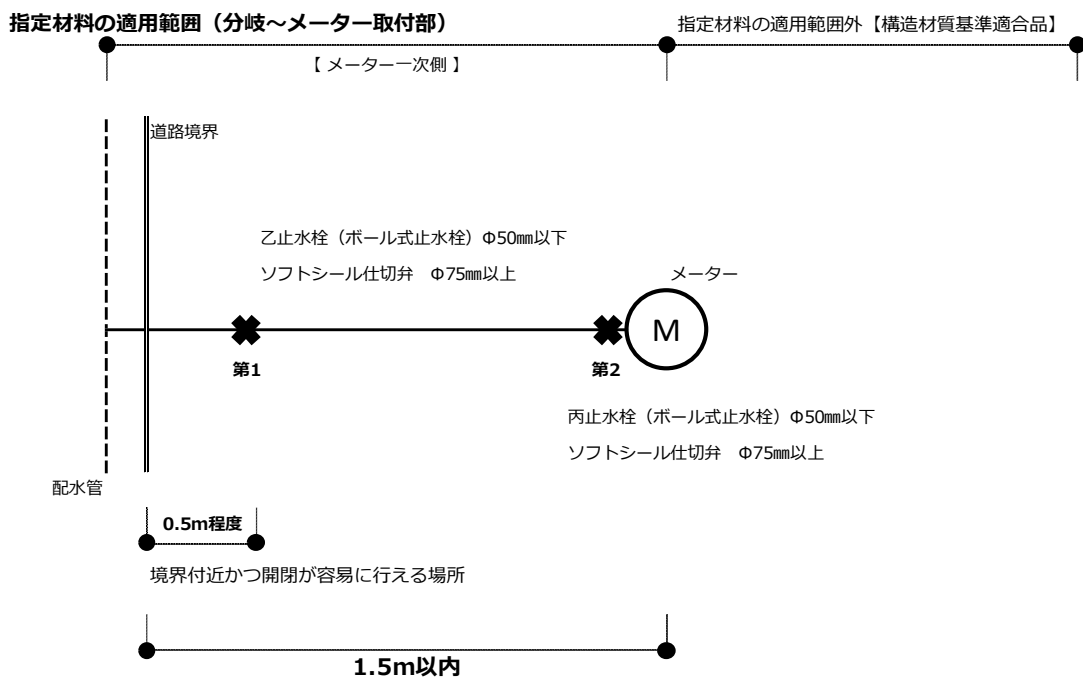 指定材料の適用範囲（分岐～メーター取付部）
指定材料の適用範囲外【構造材質基準適合品】
【 メーター一次側 】
道路境界
乙止水栓（ボール式止水栓）Φ50㎜以下
ソフトシール仕切弁　Φ75㎜以上
メーター
M
第1
第2
丙止水栓（ボール式止水栓）Φ50㎜以下
ソフトシール仕切弁　Φ75㎜以上
配水管
0.5m程度
境界付近かつ開閉が容易に行える場所
1.5m以内